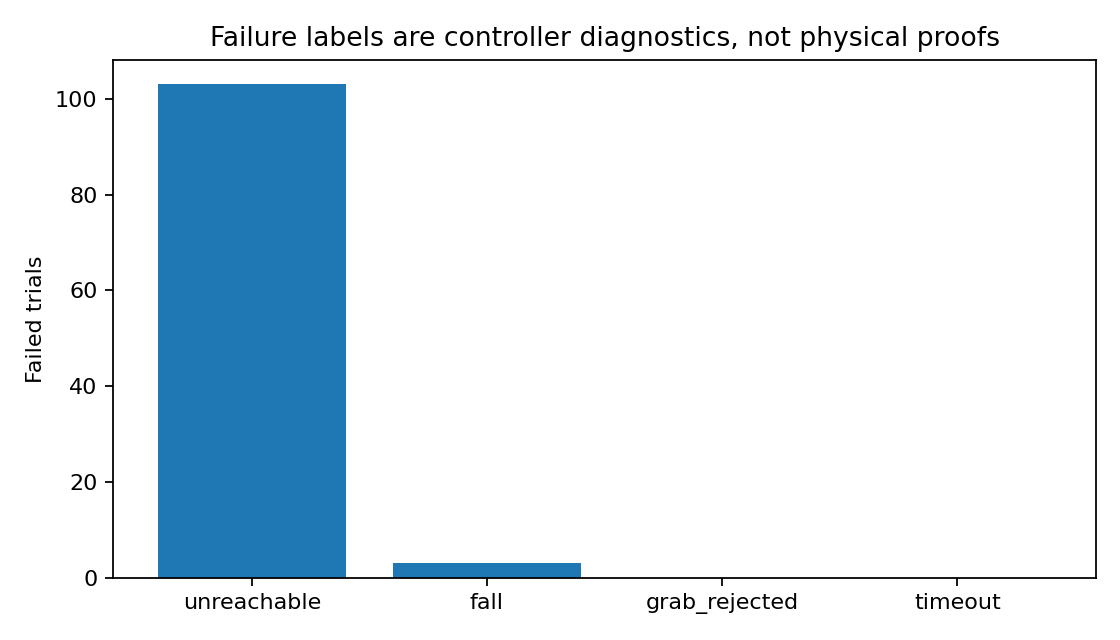 Failure labels are controller diagnostics, not physical proofs
Failed trials
100
80
60
40
20
0
unreachable
fall
grab_rejected
timeout